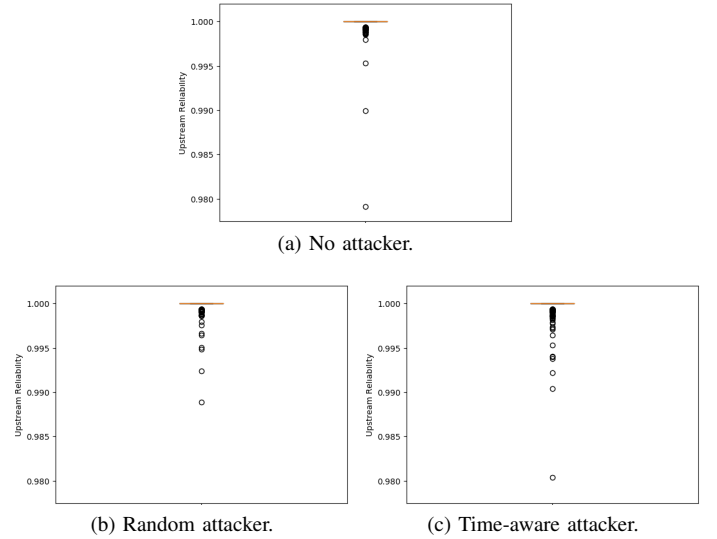 1.000
0.995
0.990
0.985
0.980
Upstream Reliability
(a) No attacker.
1.000
0.995
0.990
0.985
0.980
Upstream Reliability
1.000
0.995
0.990
0.985
0.980
Upstream Reliability
(b) Random attacker.
(c) Time-aware attacker.